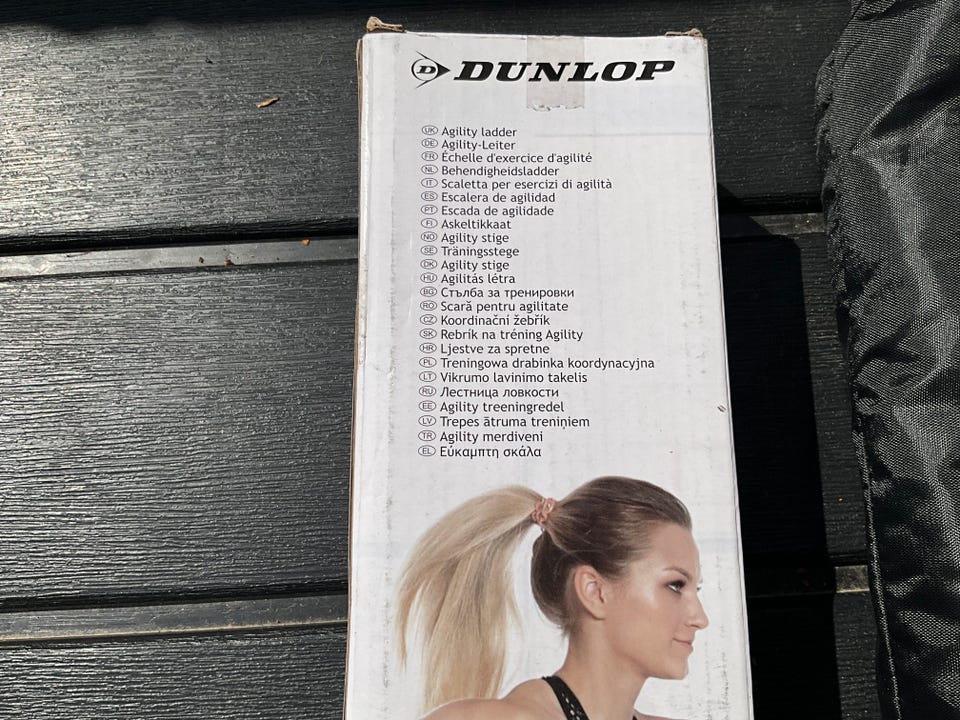 D DUNLOP
UK Agility ladder
DE Agility-Leiter
FR Échelle d'exercice d'agilité
NL Behendigheidsladder
IT Scaletta per esercizi di agilità
ES Escalera de agilidad
PT Escada de agilidade
FI Askeltikkaat
NO Agility stige
SE Träningsstege
DK Agility stige
HU Agilitás létra
BG Стълба за тренировки
RO Scară pentru agilitate
CZ Koordinační žebřík
SK Rebrík na tréning Agility
HR Ljestve za spretne
PL Treningowa drabinka koordynacyjna
LT Vikrumo lavinimo takelis
RU Лестница ловкости
EE Agility treeningredel
LV Trepes ātruma treniņiem
TR Agility merdiveni
EL Εύκαμπτη σκάλα